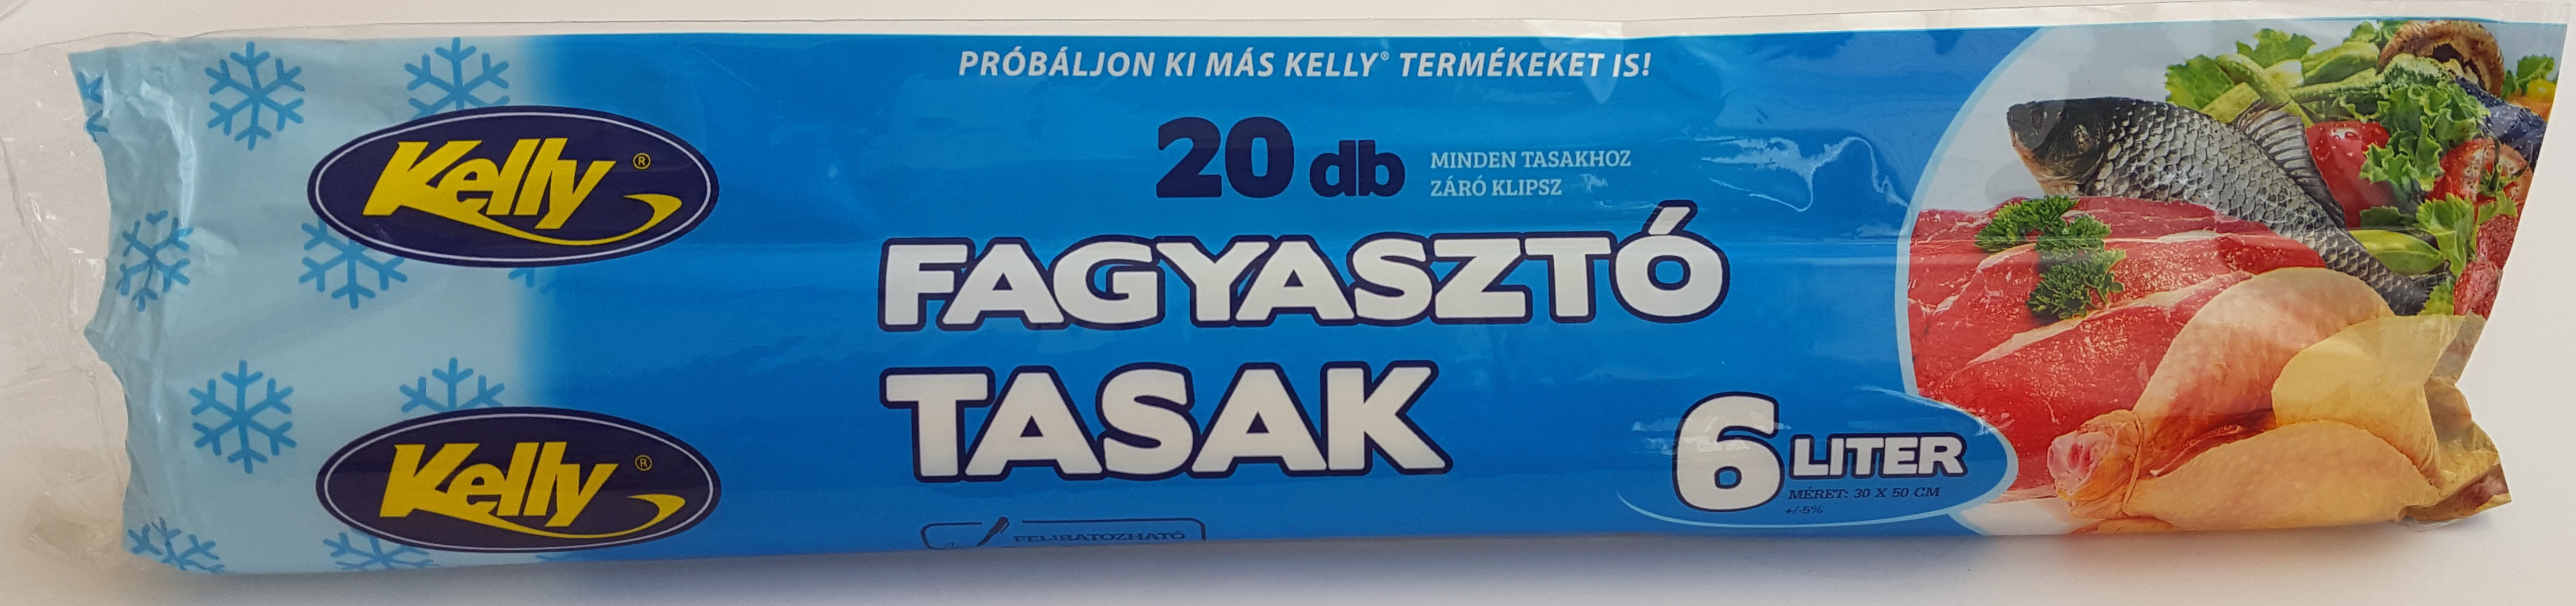 PRÓBÁLJON KI MÁS KELLY® TERMÉKEKET IS!
Kelly®
20 db
MINDEN TASAKHOZ
ZÁRÓ KLIPSZ
FAGYASZTÓ
TASAK
Kelly®
6 LITER
MÉRET: 30 X 50 CM
+/-5%
FELIRATOZHATÓ